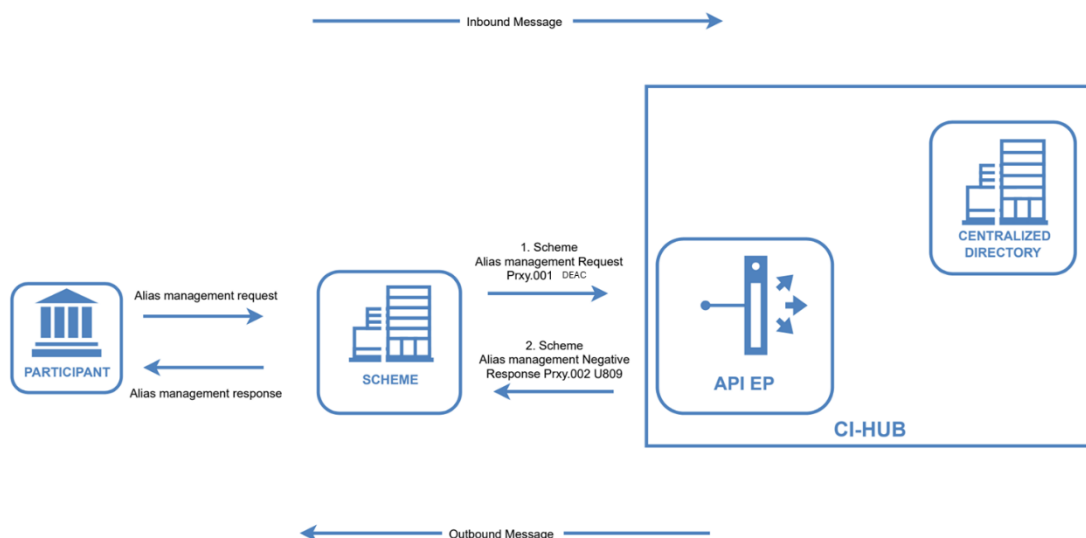 Inbound Message
CENTRALIZED
DIRECTORY
1. Scheme
Alias management Request
Prxy.001 DEAC
Alias management request
PARTICIPANT
Alias management response
SCHEME
2. Scheme
Alias management Negative
Response Prxy.002 U809
API EP
CI-HUB
Outbound Message